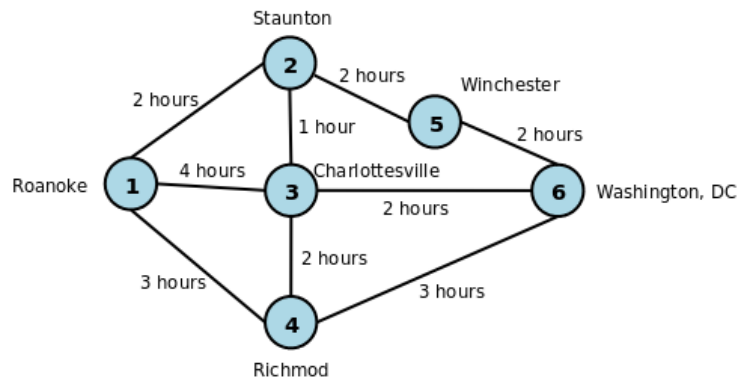 Staunton
2
2 hours
Winchester
2 hours
5
1 hour
2 hours
4 hours
Charlottesville
Roanoke
1
3
6
Washington, DC
2 hours
2 hours
3 hours
3 hours
4
Richmod